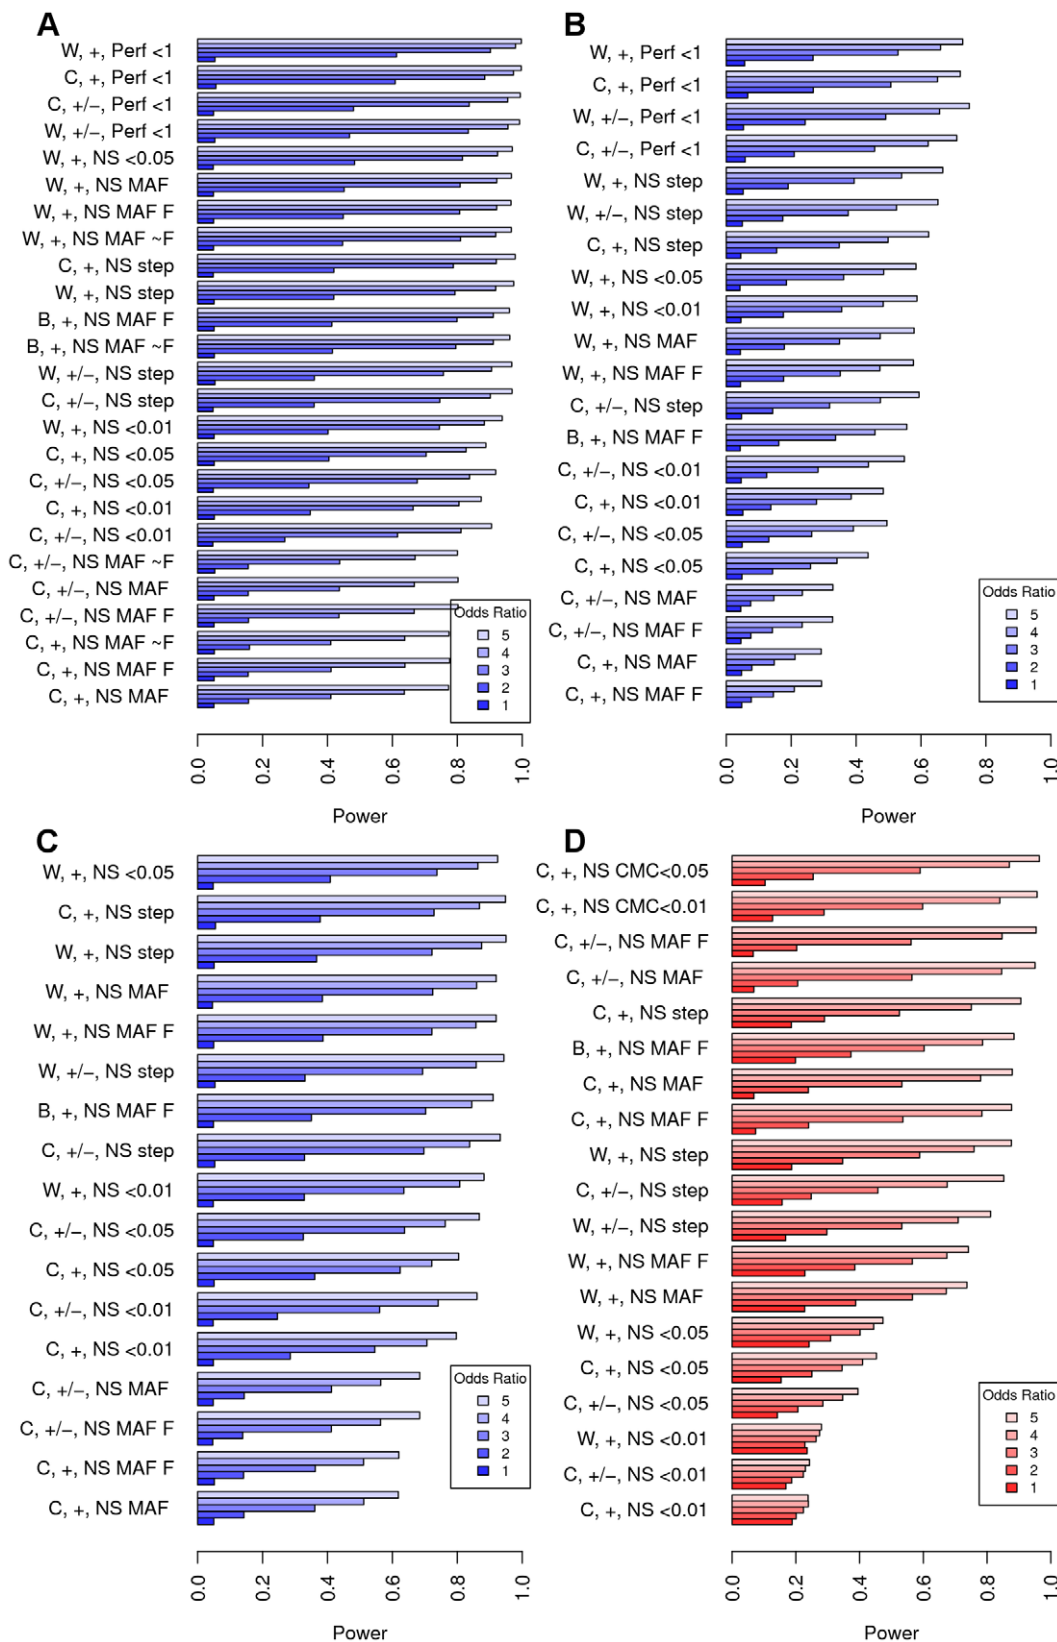 A
W, +, Perf <1
C, +, Perf <1
C, +/−, Perf <1
W, +/−, Perf <1
W, +, NS <0.05
W, +, NS MAF
W, +, NS MAF F
W, +, NS MAF ~F
C, +, NS step
W, +, NS step
B, +, NS MAF F
B, +, NS MAF ~F
W, +/−, NS step
C, +/−, NS step
W, +, NS <0.01
C, +, NS <0.05
C, +/−, NS <0.05
C, +, NS <0.01
C, +/−, NS <0.01
C, +/−, NS MAF ~F
C, +/−, NS MAF
C, +/−, NS MAF F
C, +, NS MAF ~F
C, +, NS MAF F
C, +, NS MAF
Odds Ratio
5
4
3
2
1
0.0 0.2 0.4 0.6 0.8 1.0
Power
B
W, +, Perf <1
C, +, Perf <1
W, +/−, Perf <1
C, +/−, Perf <1
W, +, NS step
W, +/−, NS step
C, +, NS step
W, +, NS <0.05
W, +, NS <0.01
W, +, NS MAF
W, +, NS MAF F
C, +/−, NS step
B, +, NS MAF F
C, +/−, NS <0.01
C, +, NS <0.01
C, +/−, NS <0.05
C, +, NS <0.05
C, +/−, NS MAF
C, +/−, NS MAF F
C, +, NS MAF
C, +, NS MAF F
Odds Ratio
5
4
3
2
1
0.0 0.2 0.4 0.6 0.8 1.0
Power
C
W, +, NS <0.05
C, +, NS step
W, +, NS step
W, +, NS MAF
W, +, NS MAF F
W, +/−, NS step
B, +, NS MAF F
C, +/−, NS step
W, +, NS <0.01
C, +/−, NS <0.05
C, +, NS <0.05
C, +/−, NS <0.01
C, +, NS <0.01
C, +/−, NS MAF
C, +/−, NS MAF F
C, +, NS MAF F
C, +, NS MAF
Odds Ratio
5
4
3
2
1
0.0 0.2 0.4 0.6 0.8 1.0
Power
D
C, +, NS CMC<0.05
C, +, NS CMC<0.01
C, +/−, NS MAF F
C, +/−, NS MAF
C, +, NS step
B, +, NS MAF F
C, +, NS MAF
C, +, NS MAF F
W, +, NS step
C, +/−, NS step
W, +/−, NS step
W, +, NS MAF F
W, +, NS MAF
W, +, NS <0.05
C, +, NS <0.05
C, +/−, NS <0.05
W, +, NS <0.01
C, +/−, NS <0.01
C, +, NS <0.01
Odds Ratio
5
4
3
2
1
0.0 0.2 0.4 0.6 0.8 1.0
Power